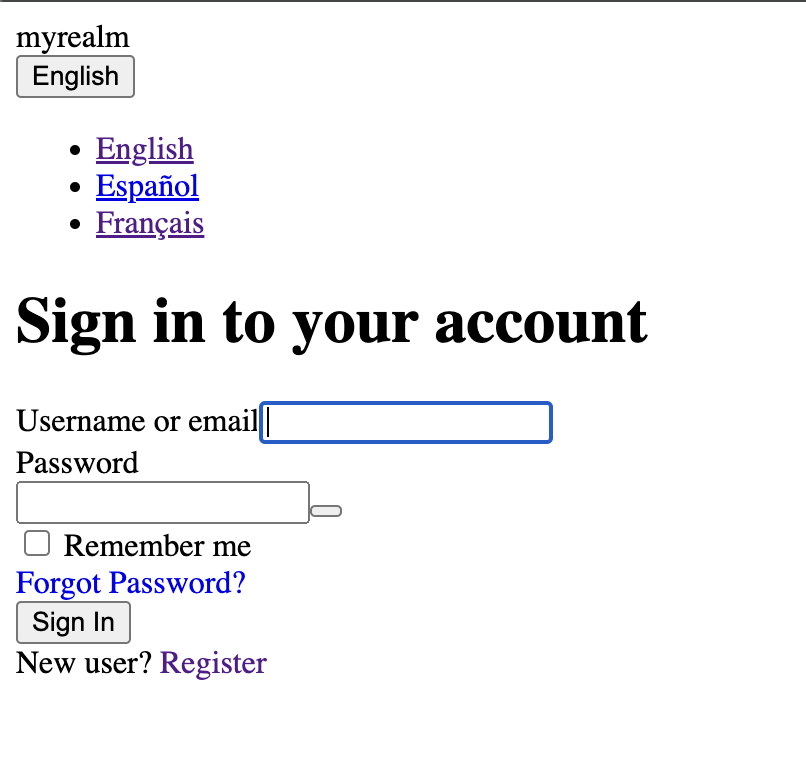 myrealm
English
English
Español
Français
Sign in to your account
Username or email
Password
Remember me
Forgot Password?
Sign In
New user? Register